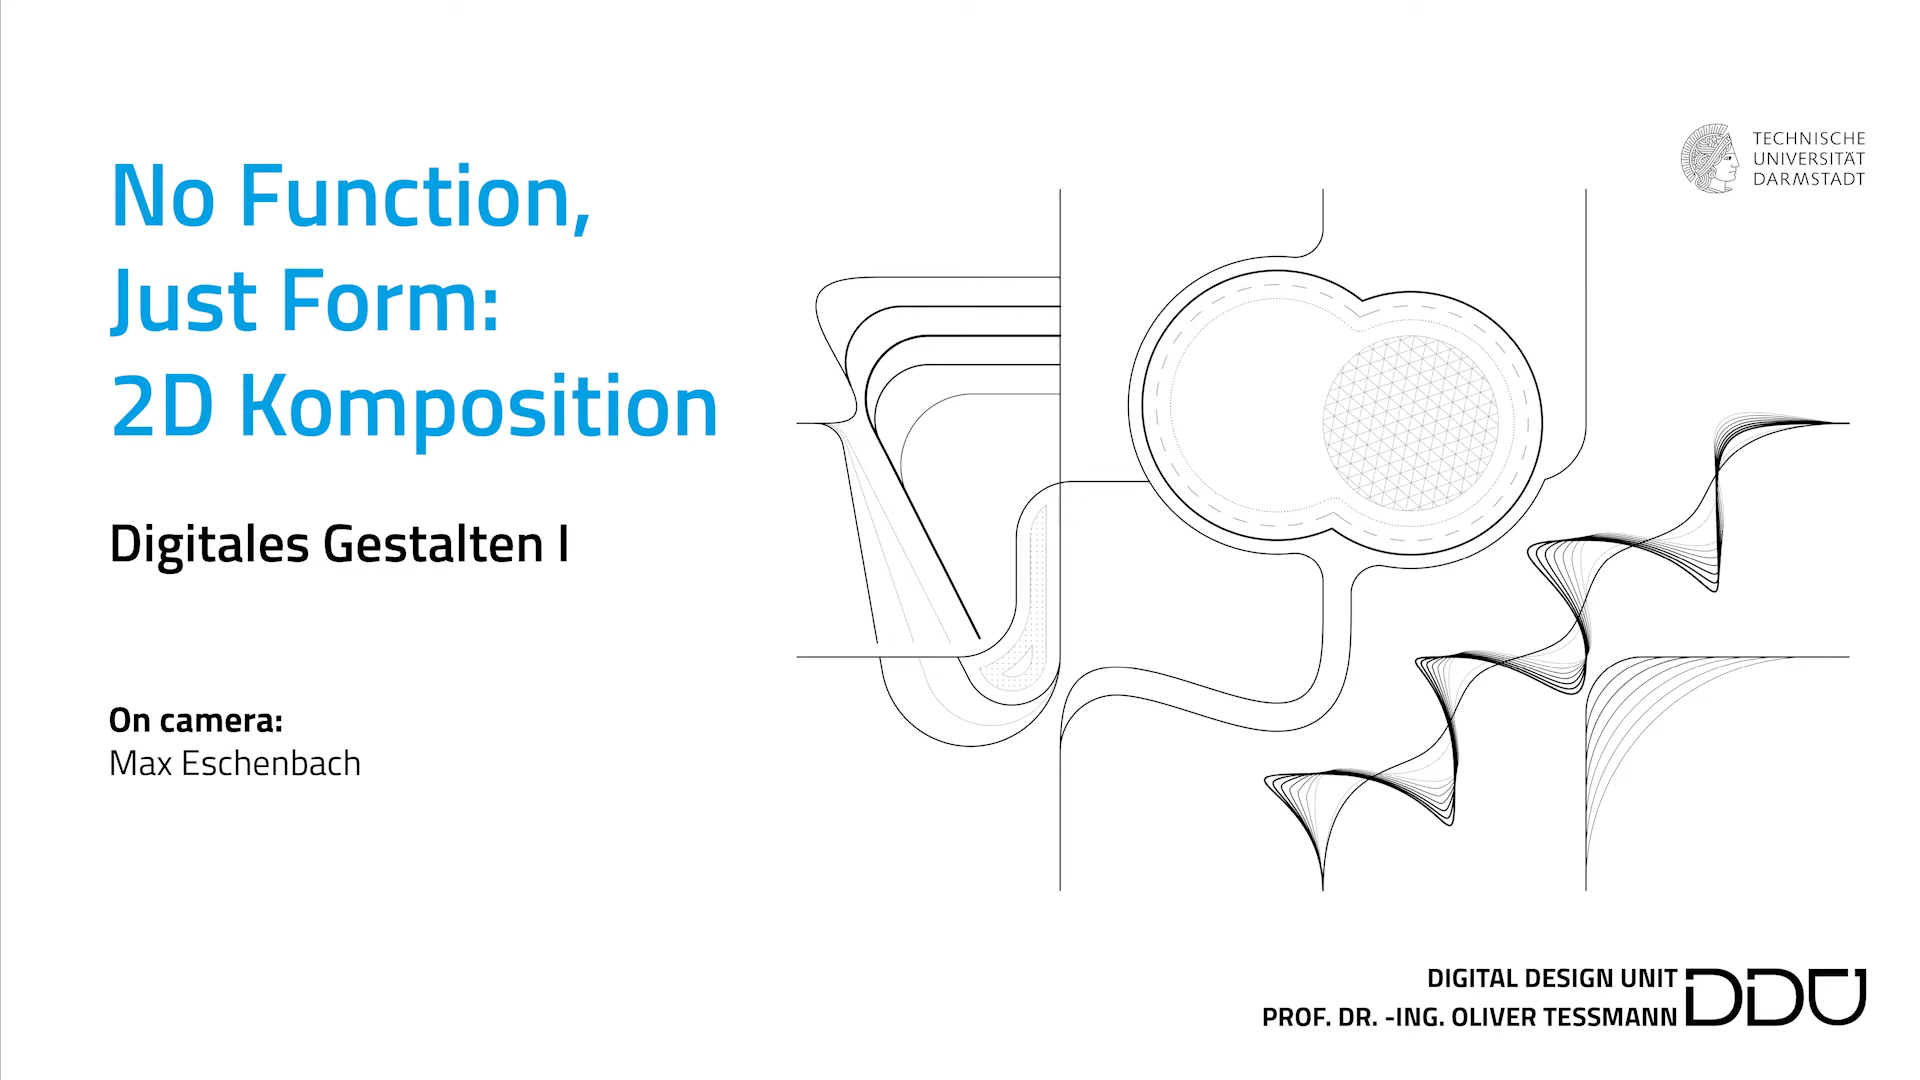 No Function,
Just Form:
2D Komposition
Digitales Gestalten I
On camera:
Max Eschenbach
TECHNISCHE
UNIVERSITÄT
DARMSTADT
DIGITAL DESIGN UNIT
PROF. DR. -ING. OLIVER TESSMANN
DDU